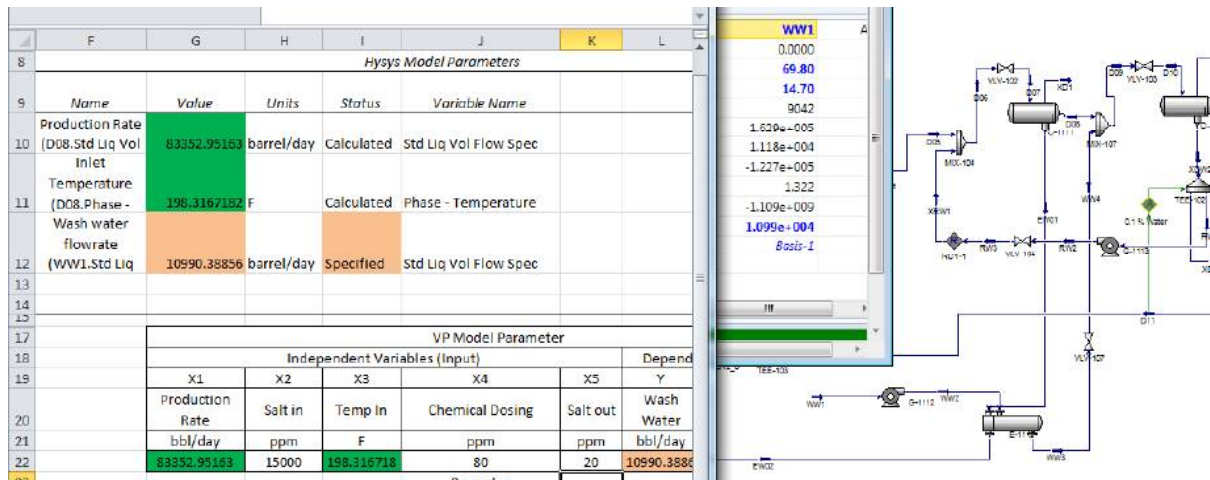 F G H I J K L
8 Hysys Model Parameters
9 Name Value Units Status Variable Name
Production Rate
10 (D08.Std Liq Vol 83352.95163 barrel/day Calculated Std Liq Vol Flow Spec
Inlet
Temperature
11 (D08.Phase - 198.3167182 F Calculated Phase - Temperature
Wash water
flowrate
12 (WW1.Std Liq 10990.38856 barrel/day Specified Std Liq Vol Flow Spec
13
14
15
17 VP Model Parameter
18 Independent Variables (Input) Depend
19 X1 X2 X3 X4 X5 Y
Production Wash
20 Rate Salt in Temp In Chemical Dosing Salt out Water
21 bbl/day ppm F ppm ppm bbl/day
22 83352.95163 15000 198.316718 80 20 10990.3886
WW1
0.0000
69.80
14.70
9042
1.629e+005
1.118e+004
-1.227e+005
1.322
-1.109e+009
1.099e+004
Basis-1
D09 D10
VLV-102 VLV-103
D06 D07 XD1
D08
D05
MIX-104 MIX-107
XRW1 EW01 WW4 TEE-102
0.1 % Water
RW3 VLV-104 RW2 G-1113
D11
VLV-107
TEE-103
WW1 G-1112 WW2
EW02 WW3